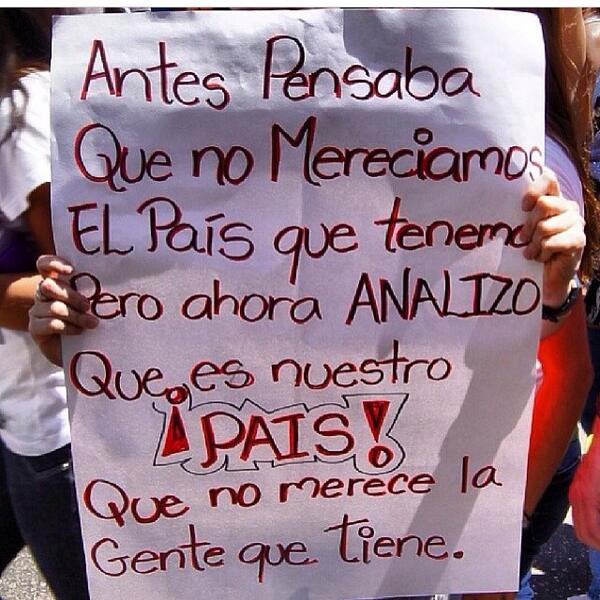 Antes Pensaba
Que no Mereciamos
EL País que tenemo
Pero ahora ANALIZO
Que es nuestro
¡PAIS!
Que no merece la
Gente que tiene.